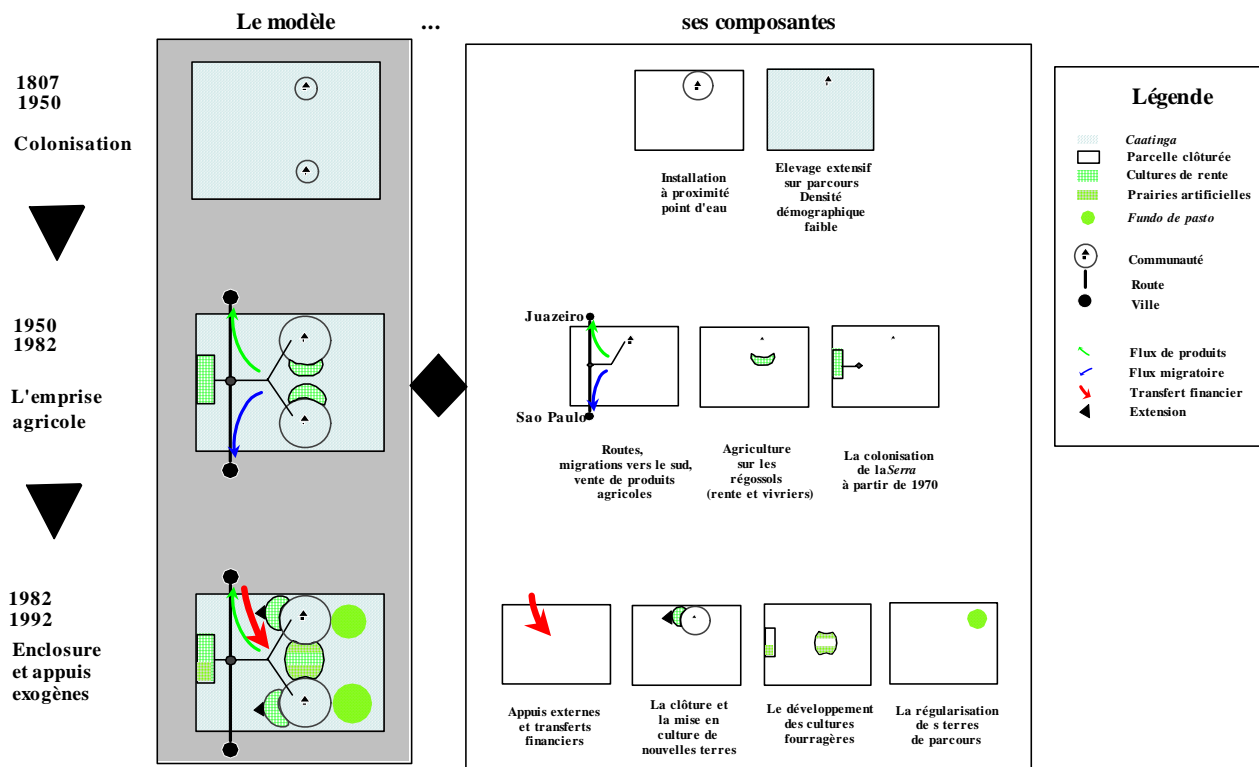 Le modèle
...
ses composantes
1807
1950
Colonisation
Installation
à proximité
point d'eau
Elevage extensif
sur parcours
Densité
démographique
faible
1950
1982
L'emprise
agricole
Juazeiro
Sao Paulo
Routes,
migrations vers le sud,
vente de produits
agricoles
Agriculture
sur les
régossols
(rente et vivriers)
La colonisation
de la Serra
à partir de 1970
1982
1992
Enclosure
et appuis
exogènes
Appuis externes
et transferts
financiers
La clôture et
la mise en
culture de
nouvelles terres
Le développement
des cultures
fourragères
La régularisation
de s terres
de parcours
Légende
Caatinga
Parcelle clôturée
Cultures de rente
Prairies artificielles
Fundo de pasto
Communauté
Route
Ville
Flux de produits
Flux migratoire
Transfert financier
Extension